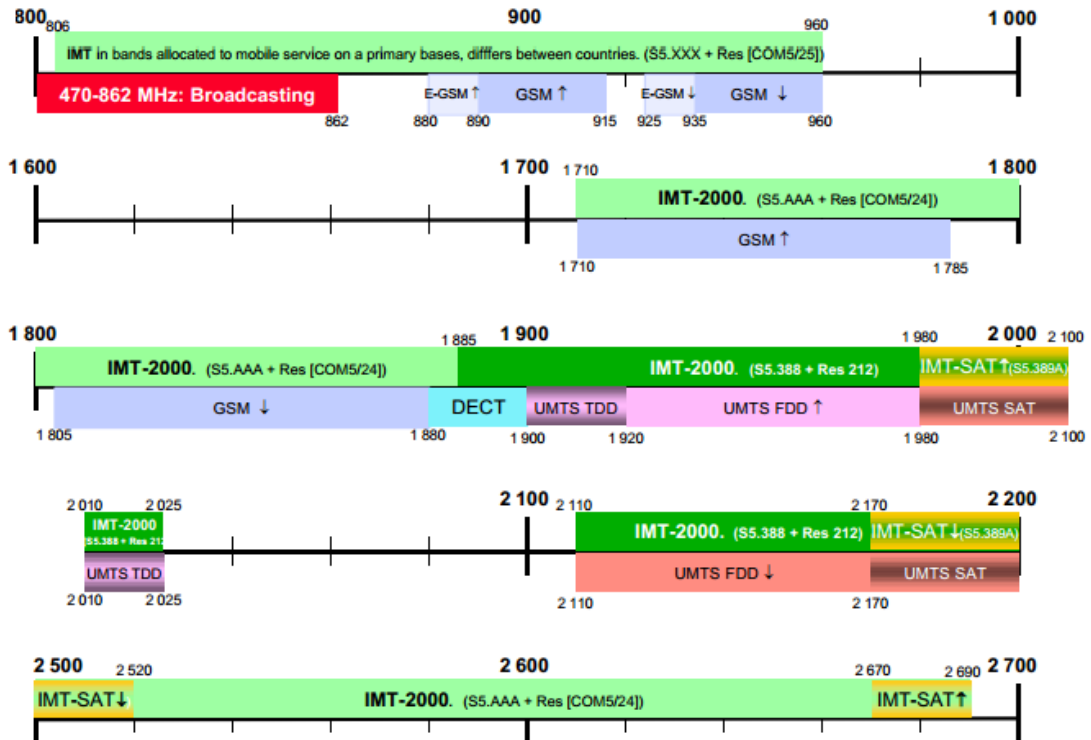 800 806 900 960 1 000
IMT in bands allocated to mobile service on a primary bases, difffers between countries. (S5.XXX + Res [COM5/25])
470-862 MHz: Broadcasting E-GSM ↑ GSM ↑ E-GSM ↓ GSM ↓
862 880 890 915 925 935 960
1 600 1 700 1 710 1 800
IMT-2000. (S5.AAA + Res [COM5/24])
GSM ↑
1 710 1 785
1 800 1 885 1 900 1 980 2 000 2 100
IMT-2000. (S5.AAA + Res [COM5/24]) IMT-2000. (S5.388 + Res 212) IMT-SAT↑(S5.389A)
GSM ↓ DECT UMTS TDD UMTS FDD ↑ UMTS SAT
1 805 1 880 1 900 1 920 1 980 2 100
2 010 2 025 2 100 2 110 2 170 2 200
IMT-2000 IMT-2000. (S5.388 + Res 212) IMT-SAT↓(S5.389A)
(S5.388 + Res 21
UMTS TDD UMTS FDD ↓ UMTS SAT
2 010 2 025 2 110 2 170
2 500 2 520 2 600 2 670 2 690 2 700
IMT-SAT↓ IMT-2000. (S5.AAA + Res [COM5/24]) IMT-SAT↑